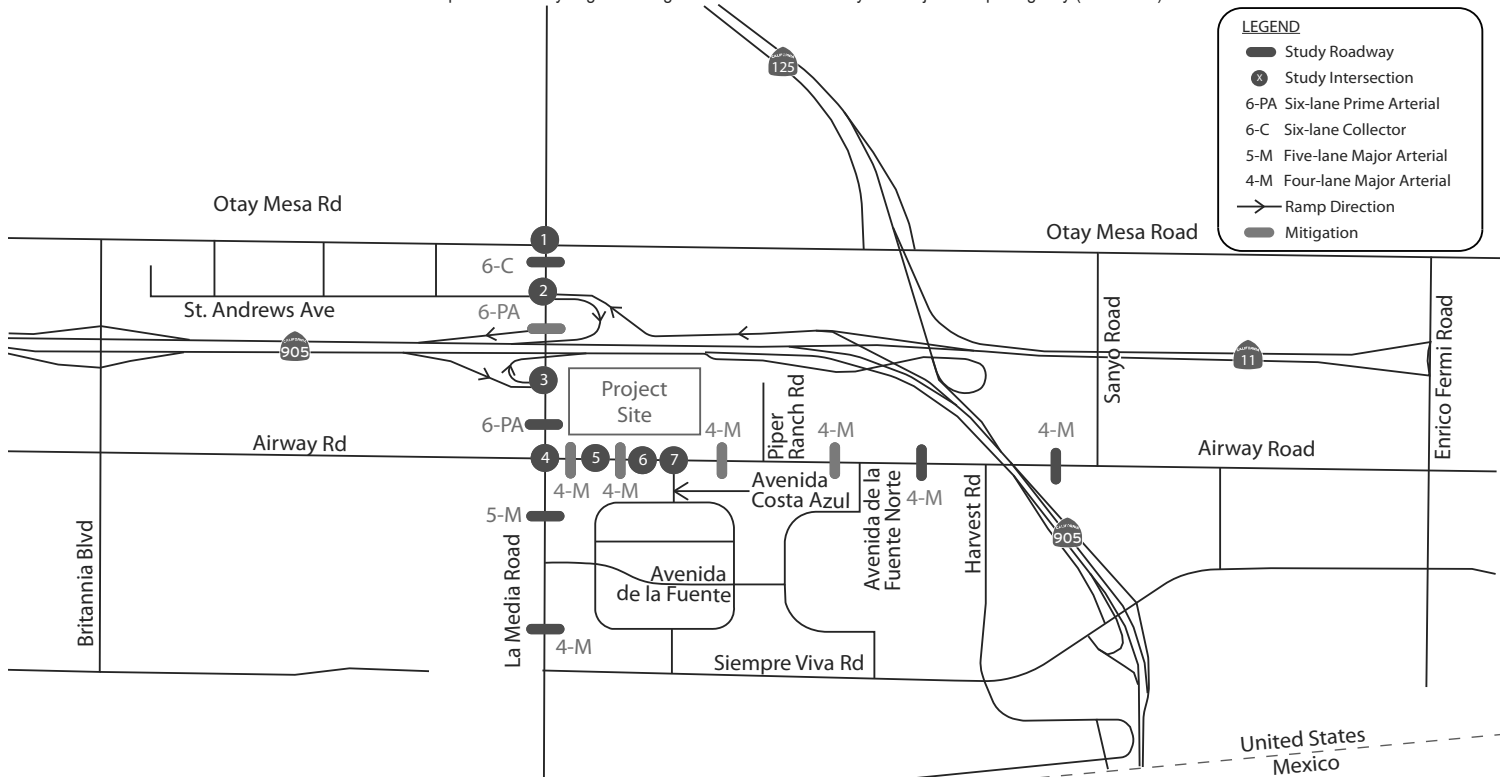 LEGEND
Study Roadway
X Study Intersection
6-PA Six-lane Prime Arterial
6-C Six-lane Collector
5-M Five-lane Major Arterial
4-M Four-lane Major Arterial
Ramp Direction
Mitigation
CALIFORNIA
125
Otay Mesa Rd
Otay Mesa Road
1
6-C
2
St. Andrews Ave
6-PA
CALIFORNIA
905
CALIFORNIA
11
Sanyo Road
Enrico Fermi Road
3
Project
Site
Piper
Ranch Rd
6-PA
4-M
4-M
4-M
Airway Rd
Airway Road
4
5
6
7
4-M
4-M
Avenida
Costa Azul
Avenida de la
Fuente Norte
4-M
Harvest Rd
5-M
CALIFORNIA
905
Britannia Blvd
La Media Road
Avenida
de la Fuente
4-M
Siempre Viva Rd
United States
Mexico